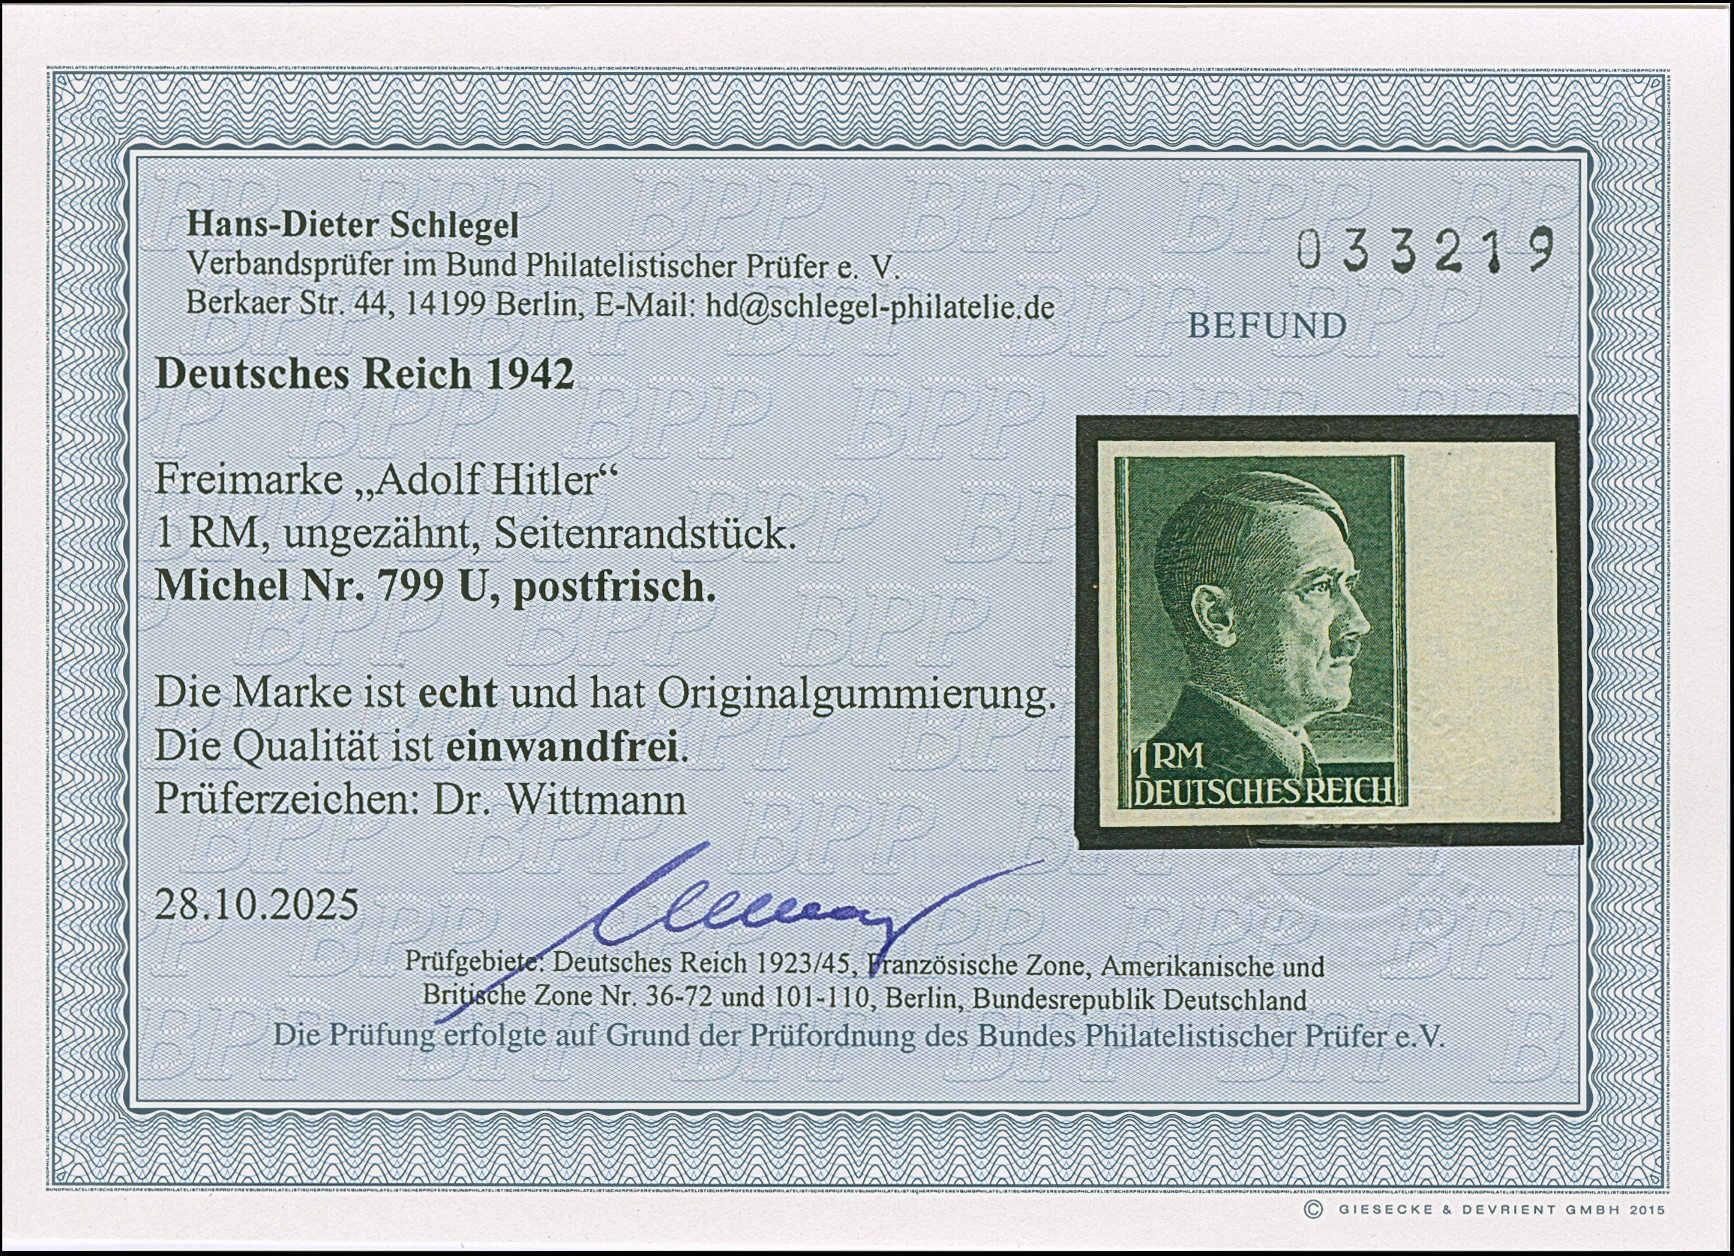 Hans-Dieter Schlegel
Verbandsprüfer im Bund Philatelistischer Prüfer e. V.
Berkaer Str. 44, 14199 Berlin, E-Mail: hd@schlegel-philatelie.de
033219
BEFUND
Deutsches Reich 1942
Freimarke „Adolf Hitler“
1 RM, ungezähnt, Seitenrandstück.
Michel Nr. 799 U, postfrisch.
Die Marke ist echt und hat Originalgummierung.
Die Qualität ist einwandfrei.
Prüferzeichen: Dr. Wittmann
1 RM
DEUTSCHES REICH
28.10.2025
Prüfgebiete: Deutsches Reich 1923/45, Französische Zone, Amerikanische und
Britische Zone Nr. 36-72 und 101-110, Berlin, Bundesrepublik Deutschland
Die Prüfung erfolgte auf Grund der Prüfordnung des Bundes Philatelistischer Prüfer e.V.
© GIESECKE & DEVRIENT GMBH 2015